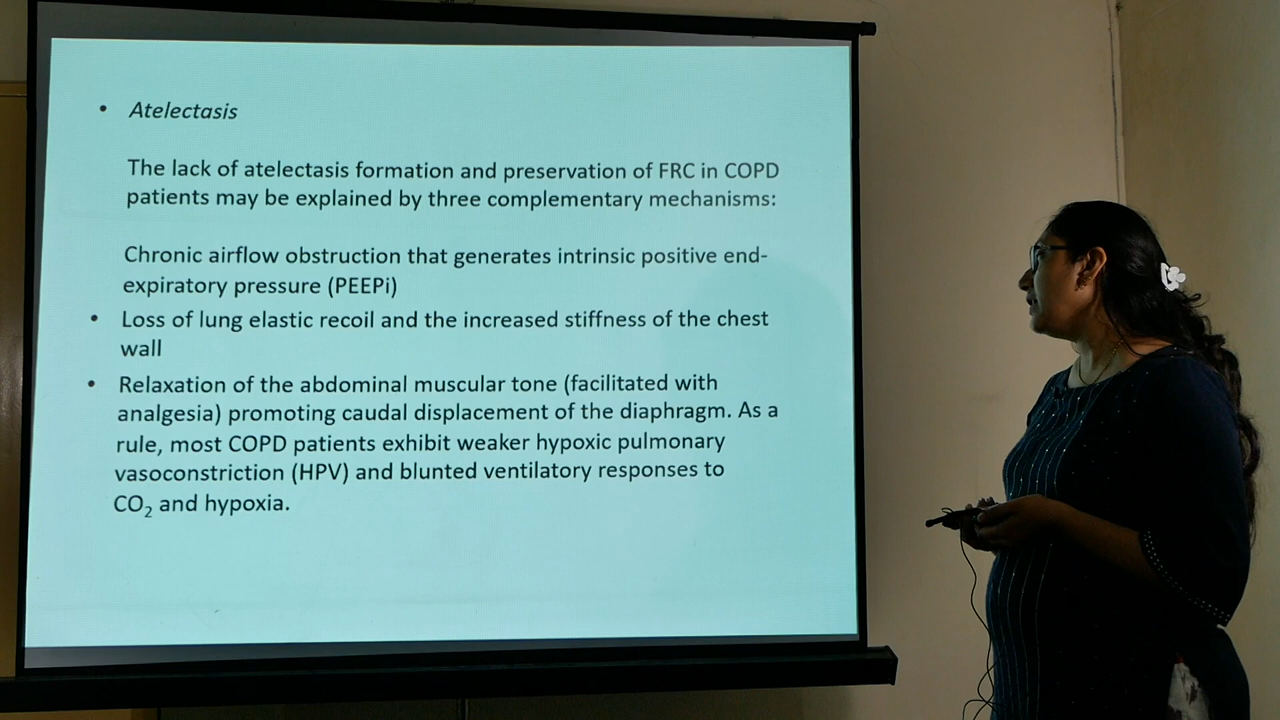 • Atelectasis
The lack of atelectasis formation and preservation of FRC in COPD
patients may be explained by three complementary mechanisms:
Chronic airflow obstruction that generates intrinsic positive end-
expiratory pressure (PEEPi)
• Loss of lung elastic recoil and the increased stiffness of the chest
wall
• Relaxation of the abdominal muscular tone (facilitated with
analgesia) promoting caudal displacement of the diaphragm. As a
rule, most COPD patients exhibit weaker hypoxic pulmonary
vasoconstriction (HPV) and blunted ventilatory responses to
CO₂ and hypoxia.